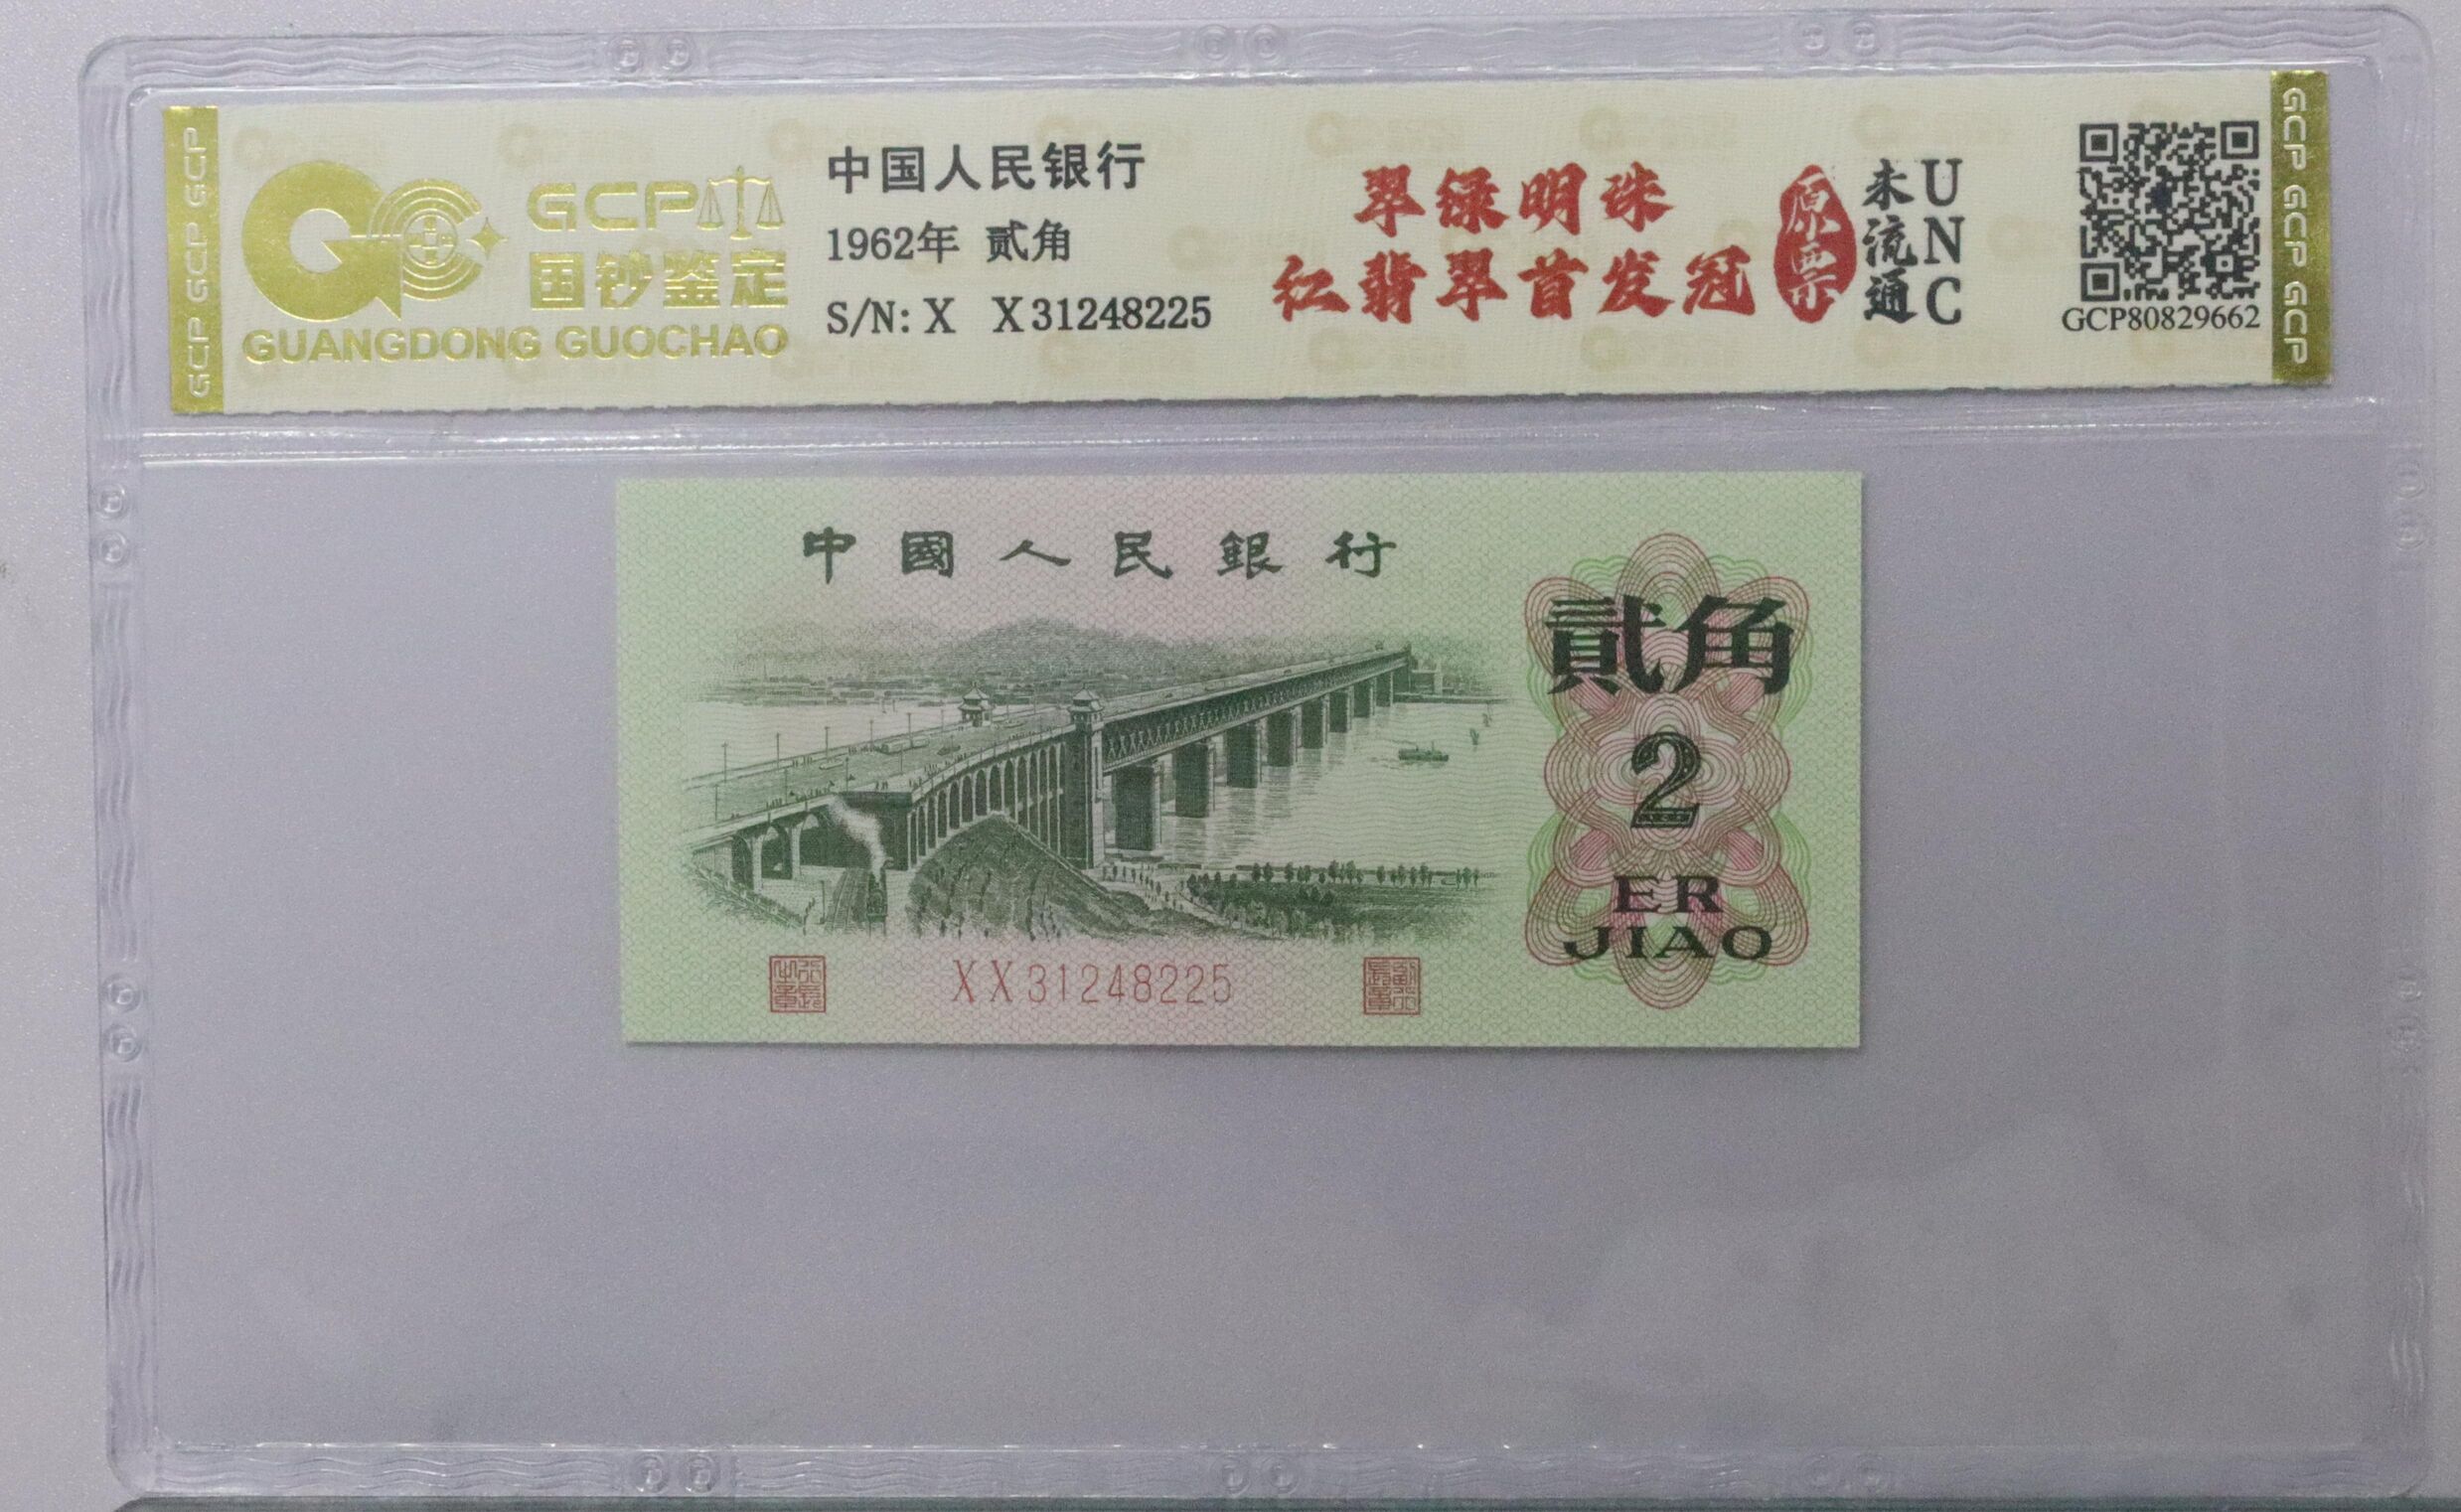 GCP GCP GCP
GCP
国钞鉴定
GUANGDONG GUOCHAO
中国人民银行
1962年 贰角
S/N: X X31248225
翠绿明珠
红翡翠首发冠
原票
未流通
UNC
GCP80829662
GCP GCP GCP
中國人民銀行
貳角
2
ER
JIAO
XX31248225